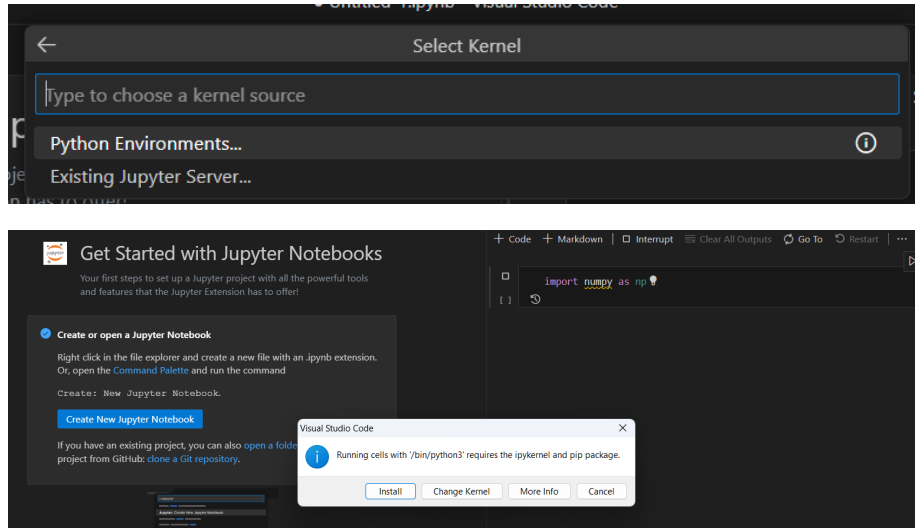 Untitled-1.ipynb - Visual Studio Code
Select Kernel
Type to choose a kernel source
Python Environments...
Existing Jupyter Server...
Get Started with Jupyter Notebooks
Your first steps to set up a Jupyter project with all the powerful tools
and features that the Jupyter Extension has to offer!
Create or open a Jupyter Notebook
Right click in the file explorer and create a new file with an .ipynb extension.
Or, open the Command Palette and run the command
Create: New Jupyter Notebook.
Create New Jupyter Notebook
If you have an existing project, you can also open a folde
project from GitHub: clone a Git repository.
+ Code + Markdown | Interrupt Clear All Outputs Go To Restart | ...
import numpy as np
[ ]
Visual Studio Code
Running cells with '/bin/python3' requires the ipykernel and pip package.
Install Change Kernel More Info Cancel